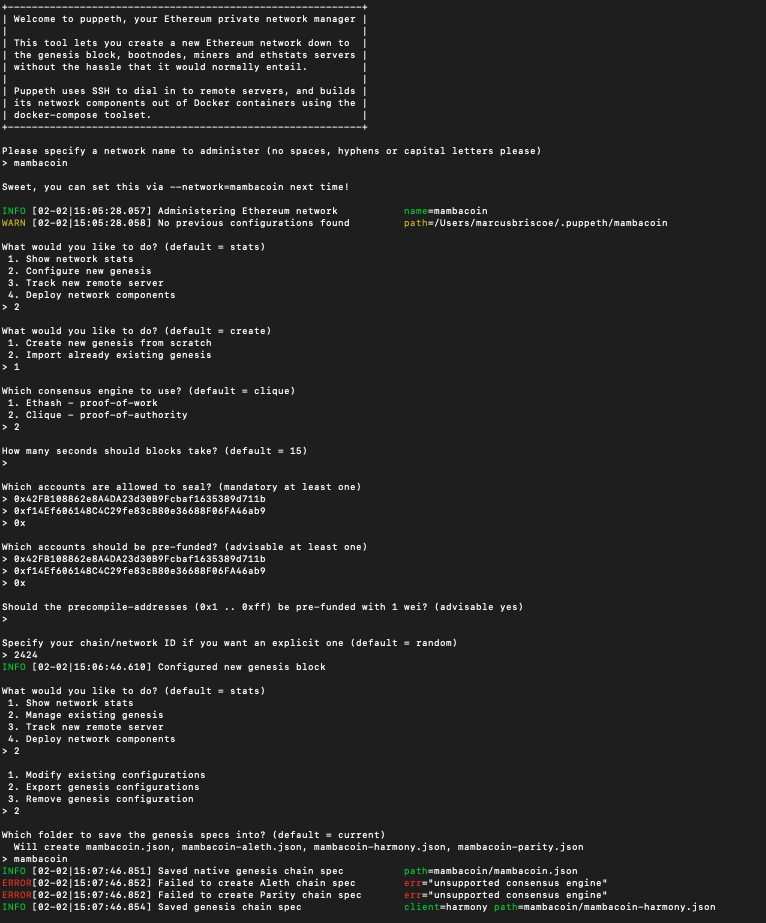 +-----------------------------------------------------------+
| Welcome to puppeth, your Ethereum private network manager |
|                                                           |
| This tool lets you create a new Ethereum network down to  |
| the genesis block, bootnodes, miners and ethstats servers |
| without the hassle that it would normally entail.         |
|                                                           |
| Puppeth uses SSH to dial in to remote servers, and builds |
| its network components out of Docker containers using the |
| docker-compose toolset.                                   |
+-----------------------------------------------------------+
Please specify a network name to administer (no spaces, hyphens or capital letters please)
> mambacoin
Sweet, you can set this via --network=mambacoin next time!
INFO [02-02|15:05:28.057] Administering Ethereum network           name=mambacoin
WARN [02-02|15:05:28.058] No previous configurations found         path=/Users/marcusbriscoe/.puppeth/mambacoin
What would you like to do? (default = stats)
 1. Show network stats
 2. Configure new genesis
 3. Track new remote server
 4. Deploy network components
> 2
What would you like to do? (default = create)
 1. Create new genesis from scratch
 2. Import already existing genesis
> 1
Which consensus engine to use? (default = clique)
 1. Ethash - proof-of-work
 2. Clique - proof-of-authority
> 2
How many seconds should blocks take? (default = 15)
>
Which accounts are allowed to seal? (mandatory at least one)
> 0x42FB108862e8A4DA23d30B9Fcbaf1635389d711b
> 0xf14Ef606148C4C29fe83cB80e36688F06FA46ab9
> 0x
Which accounts should be pre-funded? (advisable at least one)
> 0x42FB108862e8A4DA23d30B9Fcbaf1635389d711b
> 0xf14Ef606148C4C29fe83cB80e36688F06FA46ab9
> 0x
Should the precompile-addresses (0x1 .. 0xff) be pre-funded with 1 wei? (advisable yes)
>
Specify your chain/network ID if you want an explicit one (default = random)
> 2424
INFO [02-02|15:06:46.610] Configured new genesis block
What would you like to do? (default = stats)
 1. Show network stats
 2. Manage existing genesis
 3. Track new remote server
 4. Deploy network components
> 2
 1. Modify existing configurations
 2. Export genesis configurations
 3. Remove genesis configuration
> 2
Which folder to save the genesis specs into? (default = current)
  Will create mambacoin.json, mambacoin-aleth.json, mambacoin-harmony.json, mambacoin-parity.json
> mambacoin
INFO [02-02|15:07:46.851] Saved native genesis chain spec          path=mambacoin/mambacoin.json
ERROR[02-02|15:07:46.852] Failed to create Aleth chain spec        err="unsupported consensus engine"
ERROR[02-02|15:07:46.852] Failed to create Parity chain spec       err="unsupported consensus engine"
INFO [02-02|15:07:46.854] Saved genesis chain spec                 client=harmony path=mambacoin/mambacoin-harmony.json